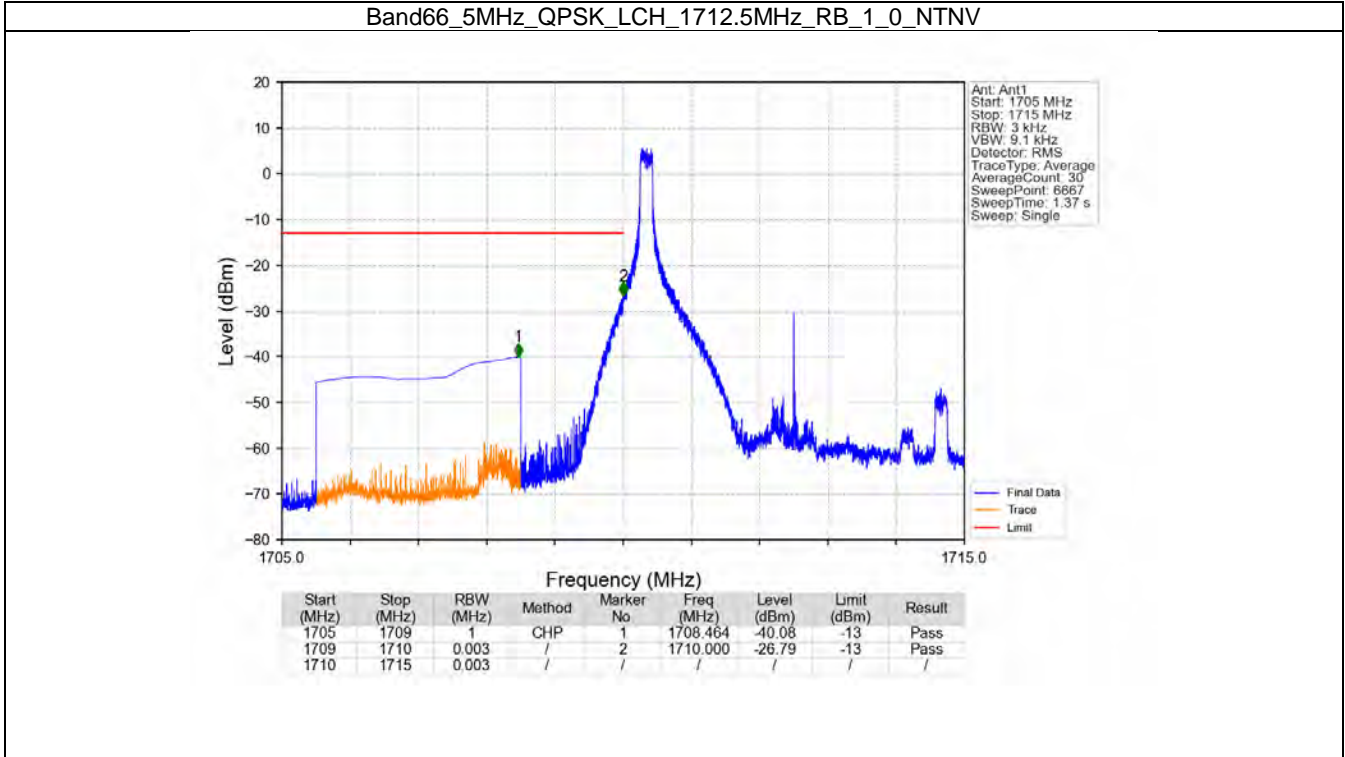 Band66_5MHz_QPSK_LCH_1712.5MHz_RB_1_0_NTNV
Ant: Ant1
Start: 1705 MHz
Stop: 1715 MHz
RBW: 3 kHz
VBW: 9.1 kHz
Detector: RMS
TraceType: Average
AverageCount: 30
SweepPoint: 6667
SweepTime: 1.37 s
Sweep: Single
Level (dBm)
20
10
0
−10
−20
−30
−40
−50
−60
−70
−80
1
2
Final Data
Trace
Limit
1705.0 1715.0
Frequency (MHz)
Start (MHz) Stop (MHz) RBW (MHz) Method Marker No Freq (MHz) Level (dBm) Limit (dBm) Result
1705 1709 1 CHP 1 1708.464 -40.08 -13 Pass
1709 1710 0.003 / 2 1710.000 -26.79 -13 Pass
1710 1715 0.003 / / / / / /